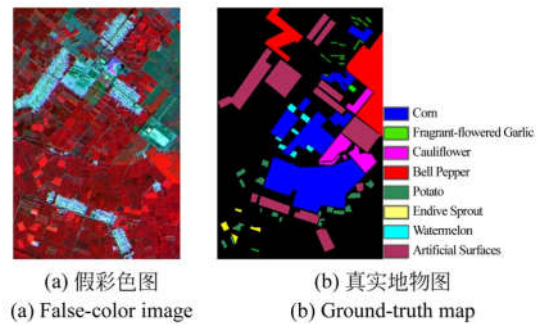 Corn
Fragrant-flowered Garlic
Cauliflower
Bell Pepper
Potato
Endive Sprout
Watermelon
Artificial Surfaces
(a) 假彩色图
(b) 真实地物图
(a) False-color image
(b) Ground-truth map